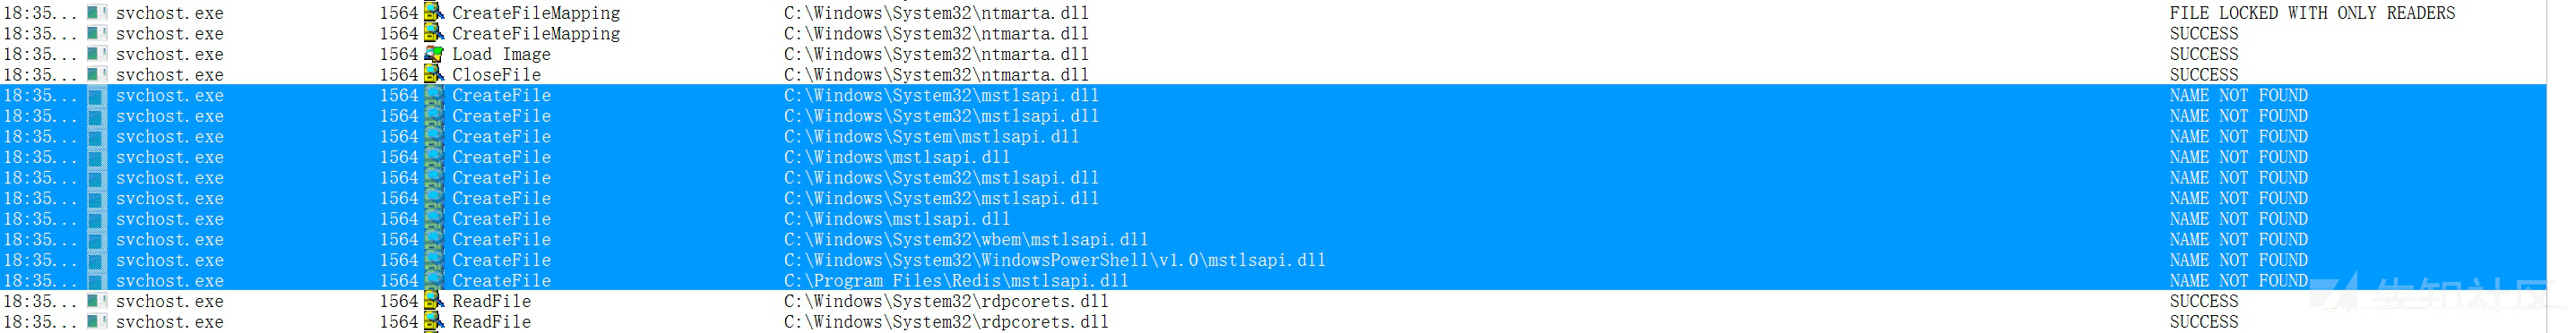 18:35... svchost.exe 1564 CreateFileMapping C:\Windows\System32\ntmarta.dll FILE LOCKED WITH ONLY READERS
18:35... svchost.exe 1564 CreateFileMapping C:\Windows\System32\ntmarta.dll SUCCESS
18:35... svchost.exe 1564 Load Image C:\Windows\System32\ntmarta.dll SUCCESS
18:35... svchost.exe 1564 CloseFile C:\Windows\System32\ntmarta.dll SUCCESS
18:35... svchost.exe 1564 CreateFile C:\Windows\System32\mstlsapi.dll NAME NOT FOUND
18:35... svchost.exe 1564 CreateFile C:\Windows\System32\mstlsapi.dll NAME NOT FOUND
18:35... svchost.exe 1564 CreateFile C:\Windows\System\mstlsapi.dll NAME NOT FOUND
18:35... svchost.exe 1564 CreateFile C:\Windows\mstlsapi.dll NAME NOT FOUND
18:35... svchost.exe 1564 CreateFile C:\Windows\System32\mstlsapi.dll NAME NOT FOUND
18:35... svchost.exe 1564 CreateFile C:\Windows\System32\mstlsapi.dll NAME NOT FOUND
18:35... svchost.exe 1564 CreateFile C:\Windows\mstlsapi.dll NAME NOT FOUND
18:35... svchost.exe 1564 CreateFile C:\Windows\System32\wbem\mstlsapi.dll NAME NOT FOUND
18:35... svchost.exe 1564 CreateFile C:\Windows\System32\WindowsPowerShell\v1.0\mstlsapi.dll NAME NOT FOUND
18:35... svchost.exe 1564 CreateFile C:\Program Files\Redis\mstlsapi.dll NAME NOT FOUND
18:35... svchost.exe 1564 ReadFile C:\Windows\System32\rdpcorets.dll SUCCESS
18:35... svchost.exe 1564 ReadFile C:\Windows\System32\rdpcorets.dll SUCCESS
先知社区